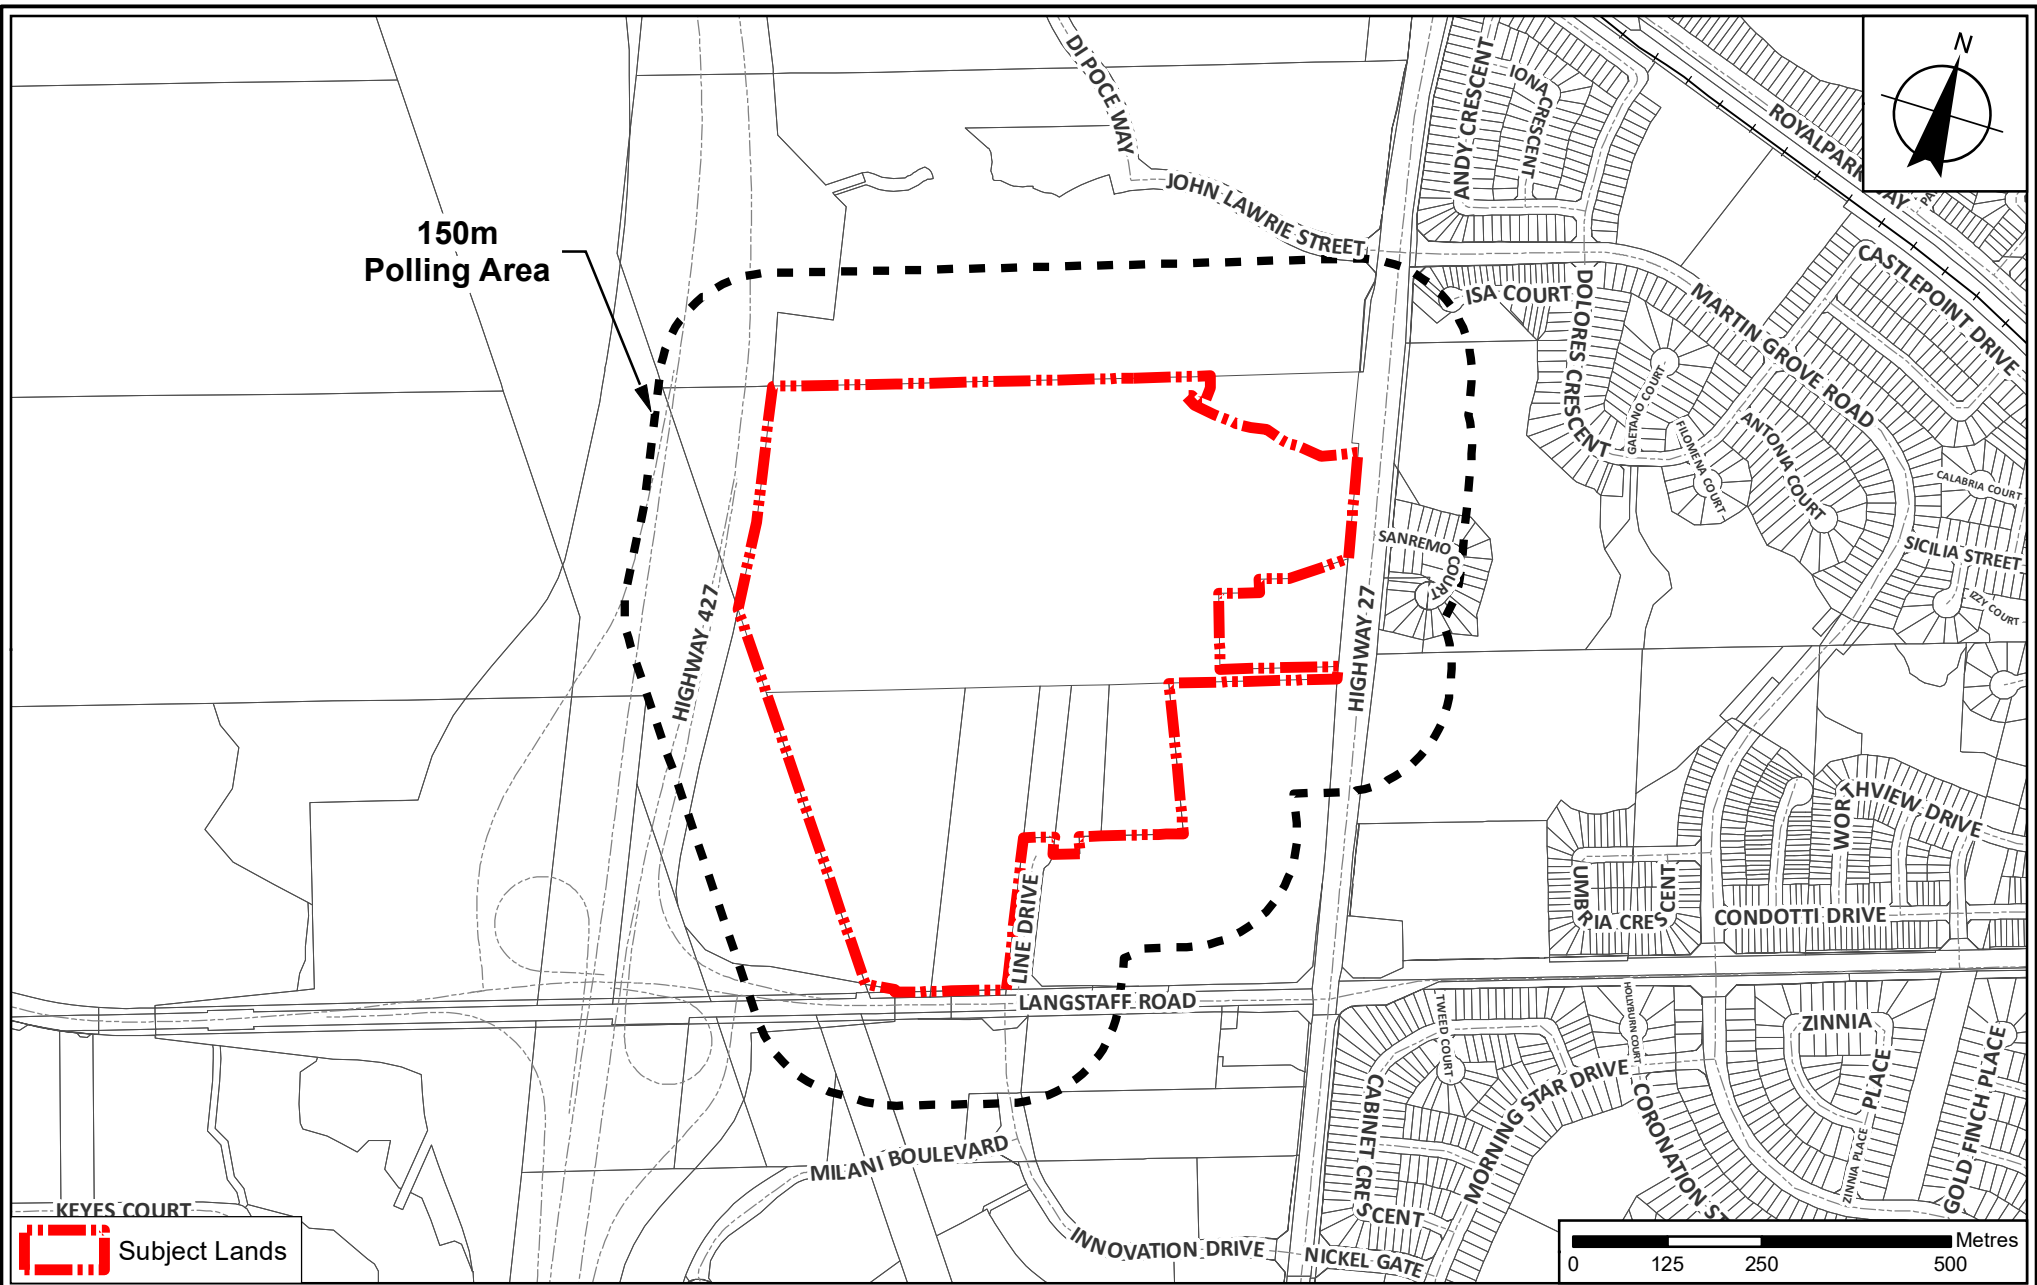 N
DI POCE WAY
ANDY CRESCENT
IONA CRESCENT
JOHN LAWRIE STREET
CASTLEPOINT DRIVE
150m
Polling Area
ISA COURT
DOLORES CRESCENT
MARTIN GROVE ROAD
GAETANO COURT
FILOMENA COURT
ANTONIA COURT
CALABRIA COURT
SICILIA STREET
IZZY COURT
SANREMO COURT
HIGHWAY 427
HIGHWAY 27
WORTHVIEW DRIVE
UMBRIA CRESCENT
CONDOTTI DRIVE
LINE DRIVE
LANGSTAFF ROAD
TWEED COURT
HOLLYBURN COURT
ZINNIA PLACE
ZINNIA PLACE
GOLD FINCH PLACE
CABINET CRESCENT
MORNING STAR DRIVE
CORONATION ST
MILANI BOULEVARD
KEYES COURT
INNOVATION DRIVE
NICKEL GATE
Subject Lands
Metres
0 125 250 500